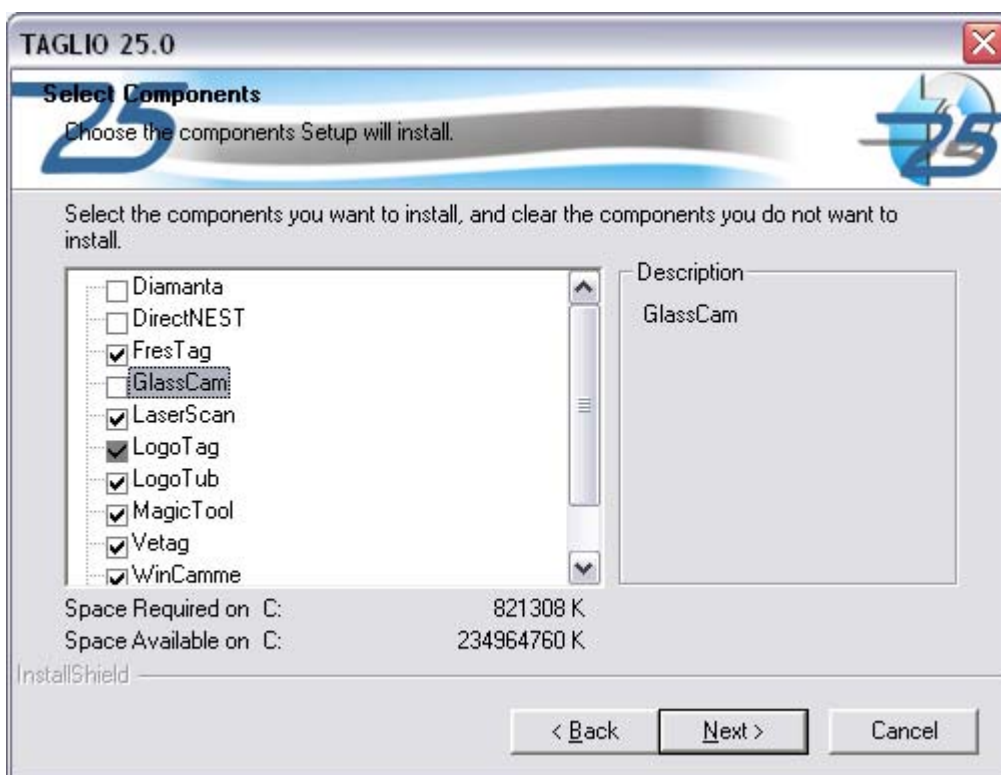 TAGLIO 25.0
Select Components
Choose the components Setup will install.
25
25
Select the components you want to install, and clear the components you do not want to
install.
Diamanta
DirectNEST
FresTag
GlassCam
LaserScan
LogoTag
LogoTub
MagicTool
Vetag
WinCamme
Description
GlassCam
Space Required on C: 821308 K
Space Available on C: 234964760 K
InstallShield
< Back Next > Cancel